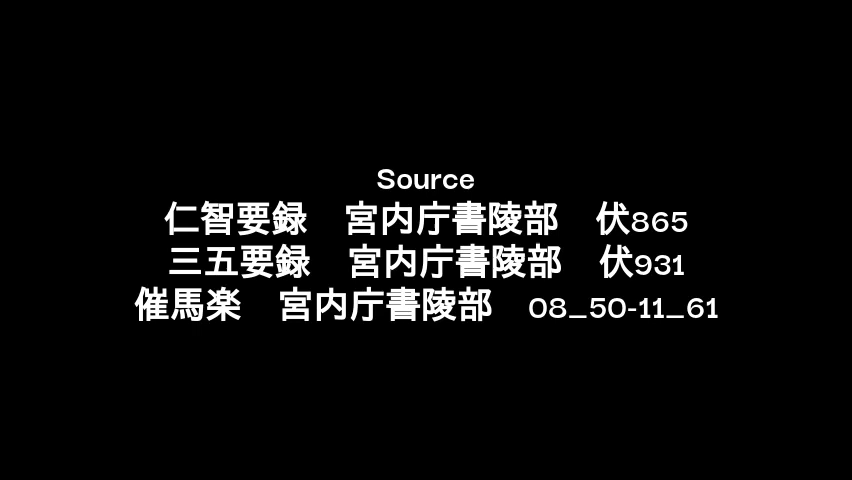 Source
仁智要録　宮内庁書陵部　伏865
三五要録　宮内庁書陵部　伏931
催馬楽　宮内庁書陵部　08_50-11_61